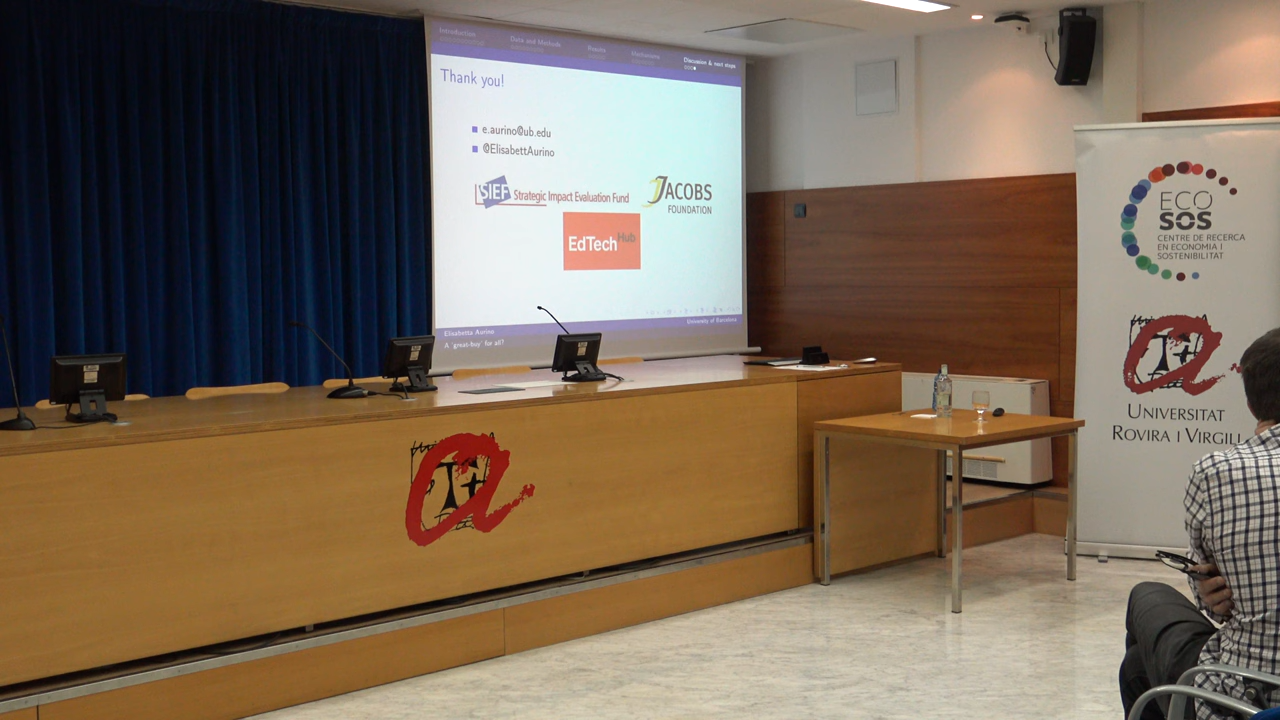 Introduction
Data and Methods
Results
Mechanisms
Discussion & next steps
Thank you!
e.aurino@ub.edu
@ElisabettAurino
SIEF Strategic Impact Evaluation Fund
JACOBS
FOUNDATION
EdTech Hub
Elisabetta Aurino
University of Barcelona
A 'great-buy' for all?
ECO
SOS
CENTRE DE RECERCA
EN ECONOMIA I
SOSTENIBILITAT
UNIVERSITAT
ROVIRA I VIRGILI